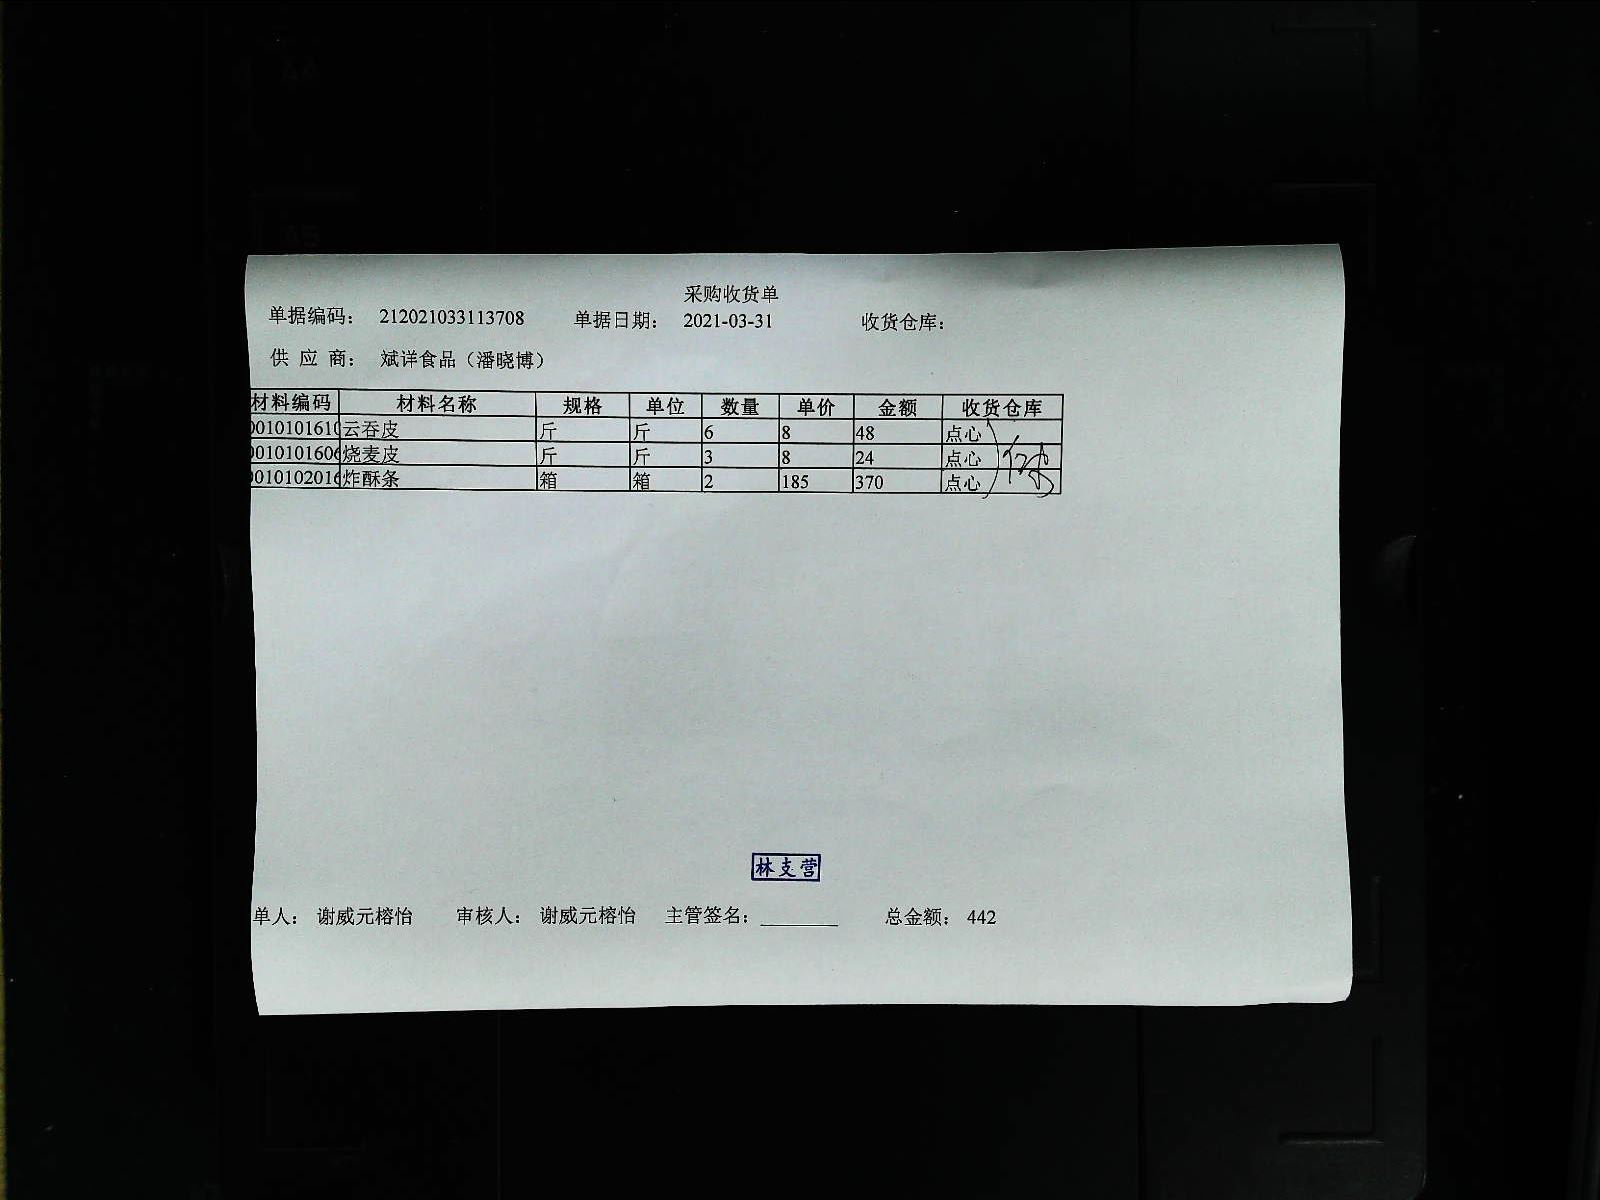 采购收货单
单据编码： 212021033113708 单据日期： 2021-03-31 收货仓库：
供 应 商： 斌详食品（潘晓博）
材料编码 材料名称 规格 单位 数量 单价 金额 收货仓库
0010101610 云吞皮 斤 斤 6 8 48 点心
0010101606 烧麦皮 斤 斤 3 8 24 点心
0010102016 炸酥条 箱 箱 2 185 370 点心
林支营
单人： 谢威元榕怡 审核人： 谢威元榕怡 主管签名： 总金额： 442